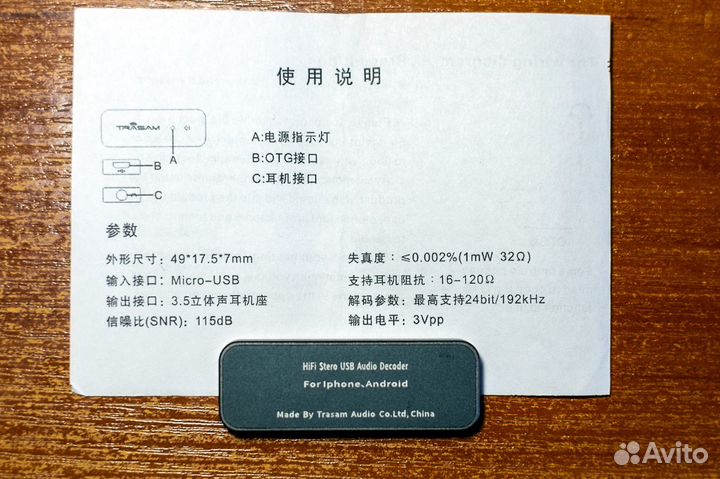 使用说明
TRASAM
A
B
C
A:电源指示灯
B:OTG接口
C:耳机接口
参数
外形尺寸：49*17.5*7mm
输入接口：Micro-USB
输出接口：3.5立体声耳机座
信噪比(SNR)：115dB
失真度：≤0.002%(1mW 32Ω)
支持耳机阻抗：16-120Ω
解码参数：最高支持24bit/192kHz
输出电平：3Vpp
HiFi Stero USB Audio Decoder
For Iphone、Android
Made By Trasam Audio Co.Ltd,China
Avito